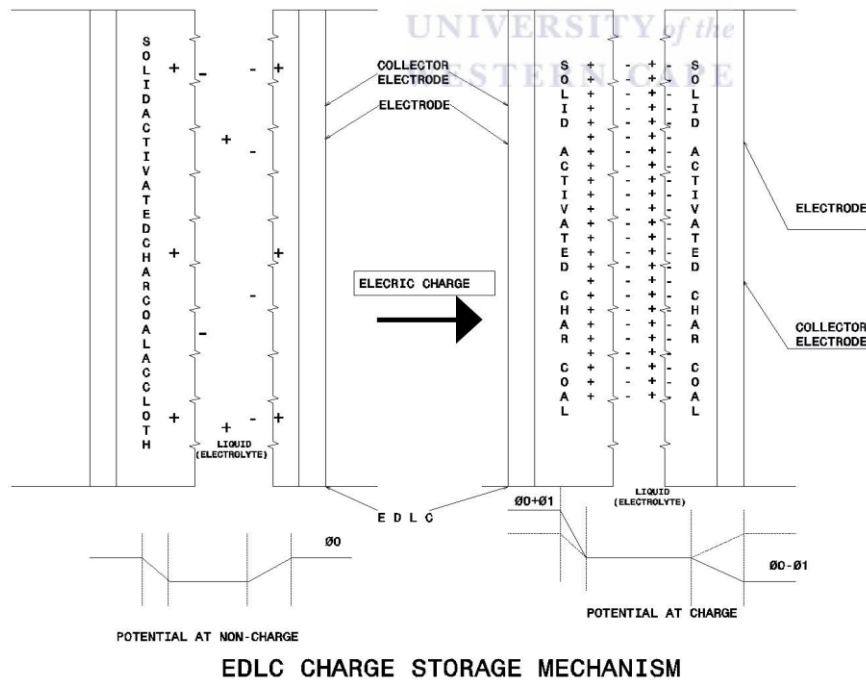 UNIVERSITY of the
WESTERN CAPE
SOLIDACTIVATEDCHARCOALACCLOTH
COLLECTOR
ELECTRODE
ELECTRODE
SOLID ACTIVATED CHAR COAL
SOLID ACTIVATED CHAR COAL
ELECTRODE
ELECRIC CHARGE
COLLECTOR
ELECTRODE
LIQUID
(ELECTROLYTE)
LIQUID
(ELECTROLYTE)
E D L C
Ø0+Ø1
Ø0
Ø0-Ø1
POTENTIAL AT CHARGE
POTENTIAL AT NON-CHARGE
EDLC CHARGE STORAGE MECHANISM